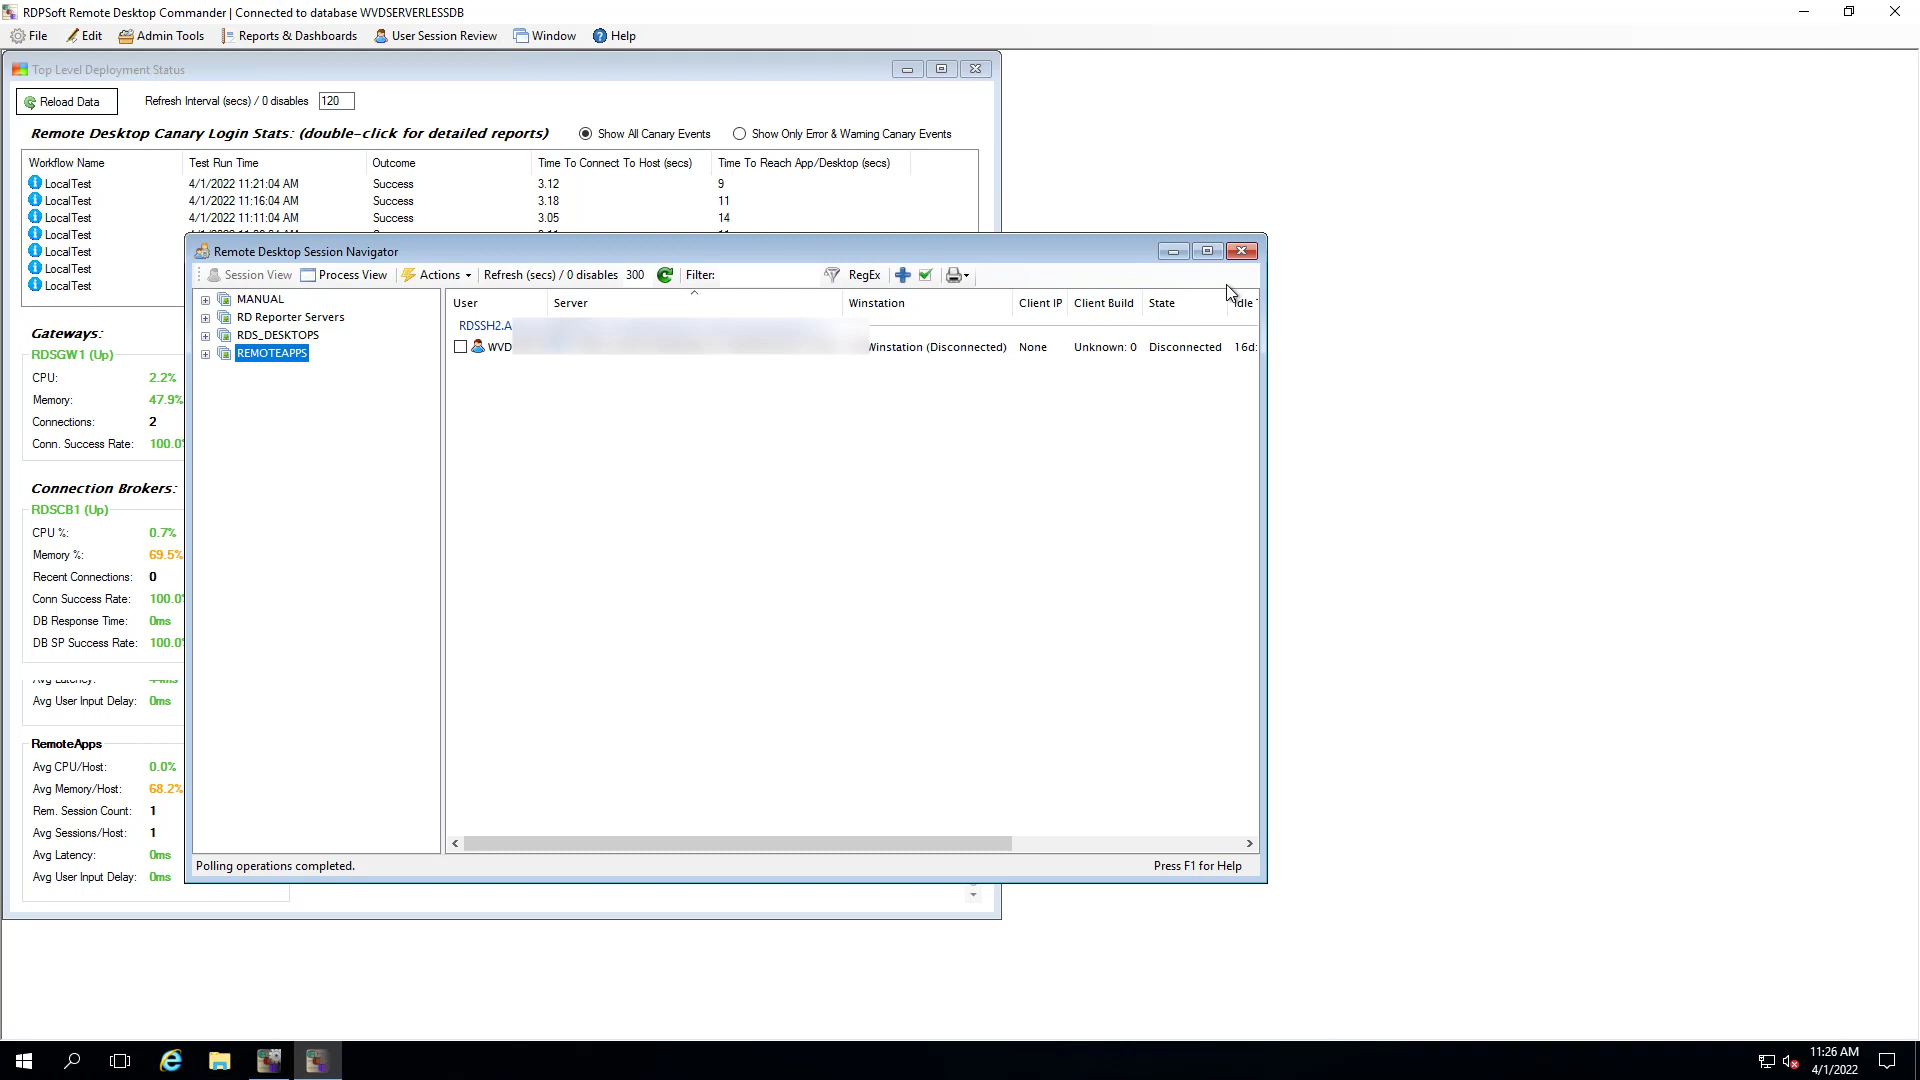 RDPSoft Remote Desktop Commander | Connected to database WVDSERVERLESSDB
File Edit Admin Tools Reports & Dashboards User Session Review Window Help
Top Level Deployment Status
Reload Data Refresh Interval (secs) / 0 disables 120
Remote Desktop Canary Login Stats: (double-click for detailed reports) Show All Canary Events Show Only Error & Warning Canary Events
Workflow Name Test Run Time Outcome Time To Connect To Host (secs) Time To Reach App/Desktop (secs)
LocalTest 4/1/2022 11:21:04 AM Success 3.12 9
LocalTest 4/1/2022 11:16:04 AM Success 3.18 11
LocalTest 4/1/2022 11:11:04 AM Success 3.05 14
LocalTest
LocalTest
LocalTest
LocalTest
Remote Desktop Session Navigator
Session View Process View Actions Refresh (secs) / 0 disables 300 Filter: RegEx
MANUAL
RD Reporter Servers
RDS_DESKTOPS
REMOTEAPPS
User Server Winstation Client IP Client Build State Idle
RDSSH2.A
WVD Winstation (Disconnected) None Unknown: 0 Disconnected 16d:
Polling operations completed. Press F1 for Help
Gateways:
RDSGW1 (Up)
CPU: 2.2%
Memory: 47.9%
Connections: 2
Conn. Success Rate: 100.0
Connection Brokers:
RDSCB1 (Up)
CPU %: 0.7%
Memory %: 69.5%
Recent Connections: 0
Conn Success Rate: 100.0
DB Response Time: 0ms
DB SP Success Rate: 100.0
Avg Latency: 44ms
Avg User Input Delay: 0ms
RemoteApps
Avg CPU/Host: 0.0%
Avg Memory/Host: 68.2%
Rem. Session Count: 1
Avg Sessions/Host: 1
Avg Latency: 0ms
Avg User Input Delay: 0ms
11:26 AM
4/1/2022